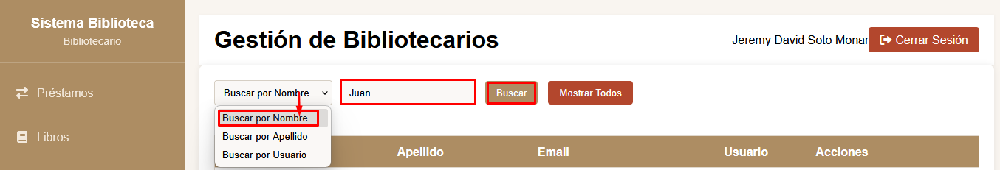 Sistema Biblioteca
Bibliotecario
Préstamos
Libros
Gestión de Bibliotecarios
Jeremy David Soto Monar
Cerrar Sesión
Buscar por Nombre
Juan
Buscar
Mostrar Todos
Buscar por Nombre
Buscar por Apellido
Buscar por Usuario
Apellido
Email
Usuario
Acciones